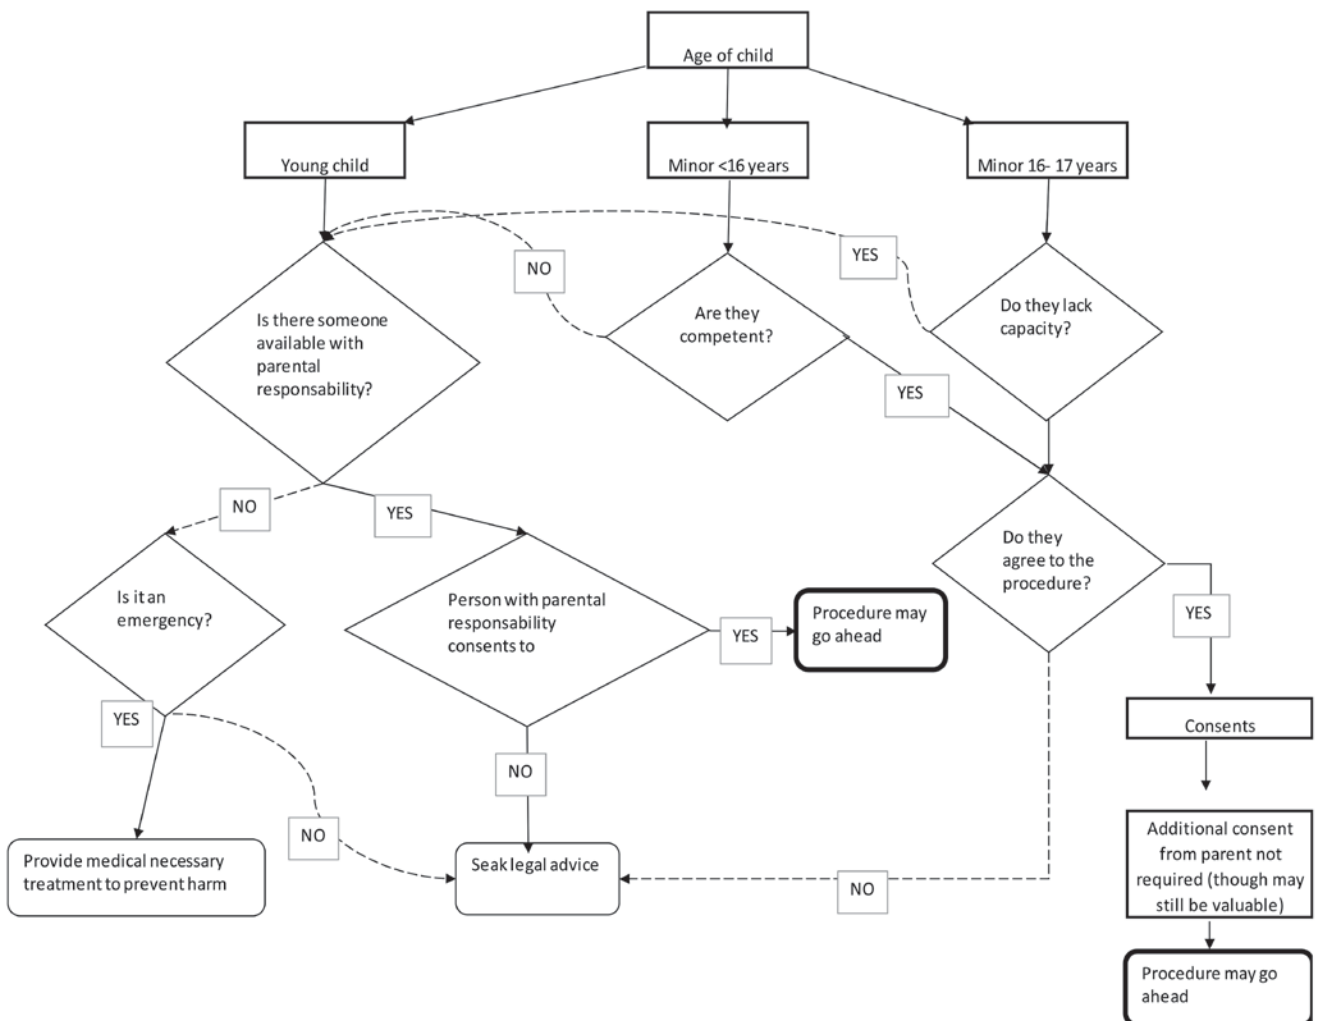 Age of child
Young child
Minor <16 years
Minor 16- 17 years
NO
YES
Is there someone
available with
parental
responsability?
Are they
competent?
Do they lack
capacity?
YES
NO
YES
Do they
agree to the
procedure?
Is it an
emergency?
Person with parental
responsability
consents to
YES
Procedure may
go ahead
YES
YES
NO
Consents
NO
Provide medical necessary
treatment to prevent harm
Seak legal advice
NO
Additional consent
from parent not
required (though may
still be valuable)
Procedure may go
ahead